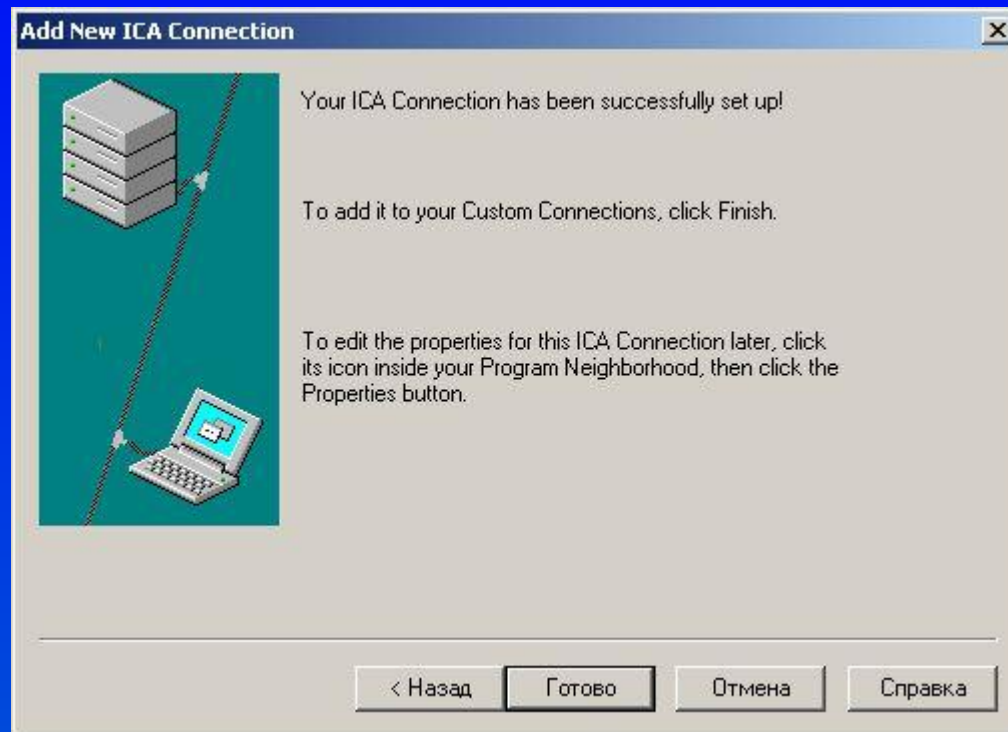 Add New ICA Connection
Your ICA Connection has been successfully set up!
To add it to your Custom Connections, click Finish.
To edit the properties for this ICA Connection later, click
its icon inside your Program Neighborhood, then click the
Properties button.
< Назад
Готово
Отмена
Справка